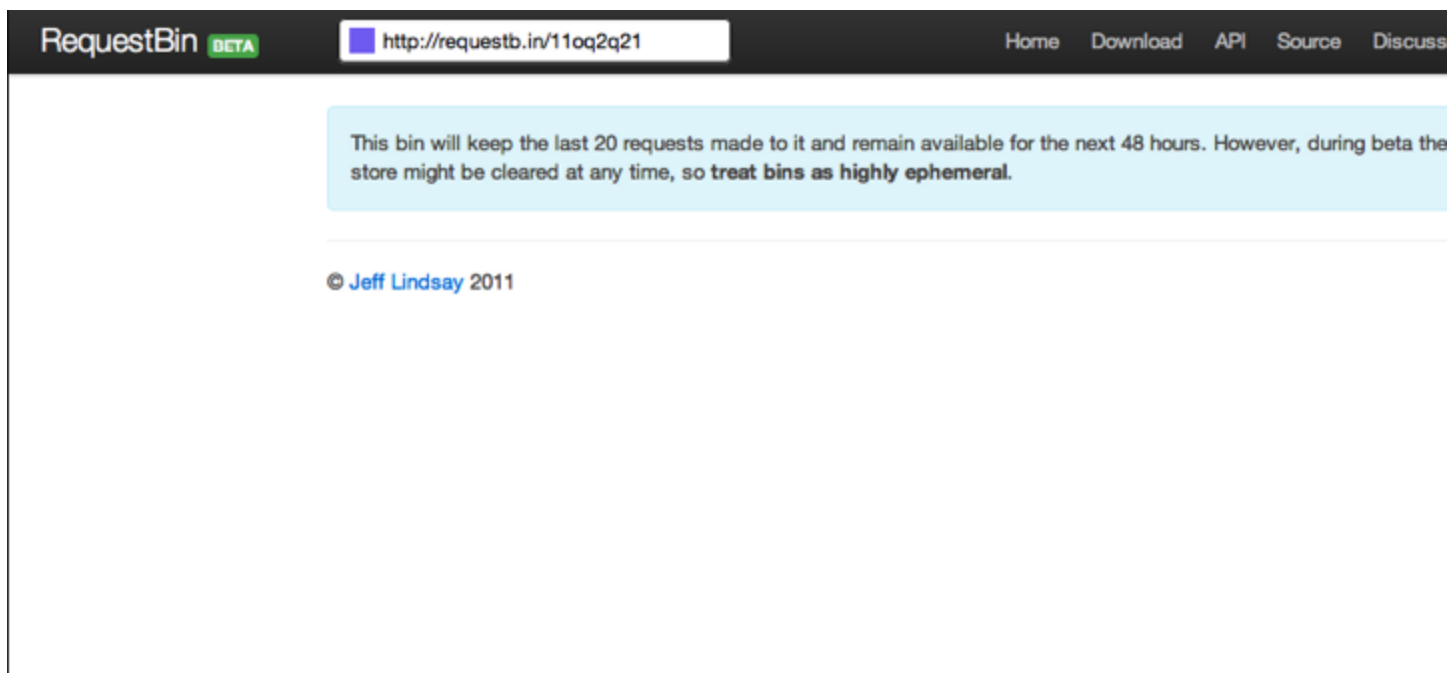 RequestBin BETA http://requestb.in/11oq2q21 Home Download API Source Discuss
This bin will keep the last 20 requests made to it and remain available for the next 48 hours. However, during beta the
store might be cleared at any time, so treat bins as highly ephemeral.
© Jeff Lindsay 2011